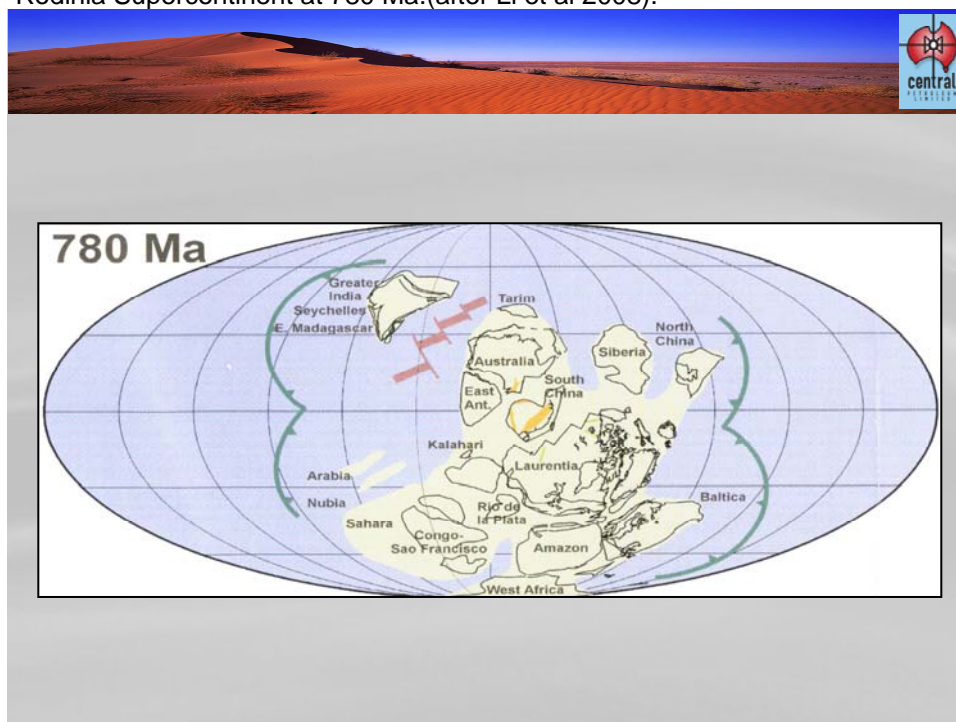 Rodinia Supercontinent at 780 Ma.(after Li et al 2008).
central
PETROLEUM
LIMITED
780 Ma
Greater
India
Seychelles
E. Madagascar
Tarim
Australia
Siberia
North
China
East
Ant.
South
China
Kalahari
Laurentia
Arabia
Nubia
Sahara
Rio de
la Plata
Baltica
Congo-
Sao Francisco
Amazon
West Africa